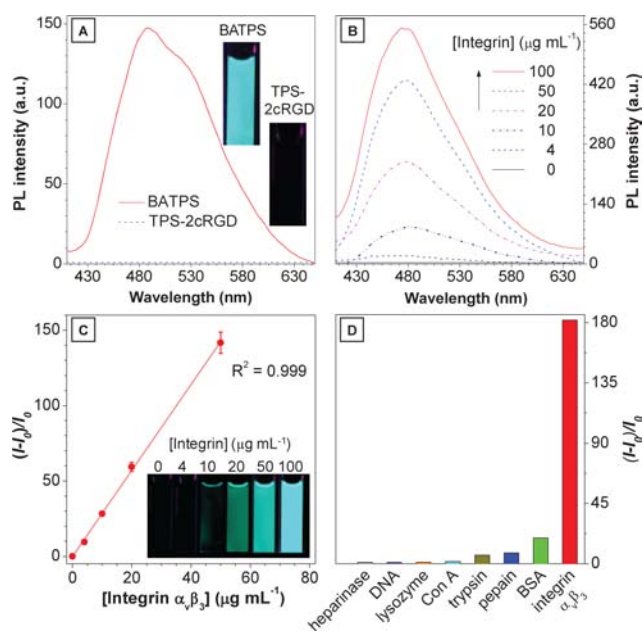 A
BATPS
TPS-
2cRGD
BATPS
TPS-2cRGD
PL intensity (a.u.)
150
100
50
0
430 480 530 580 630
Wavelength (nm)
B
[Integrin] (μg mL-1)
100
50
20
10
4
0
PL intensity (a.u.)
560
420
280
140
0
430 480 530 580 630
Wavelength (nm)
PL intensity (a.u.)
C
R2 = 0.999
[Integrin] (μg mL-1)
0 4 10 20 50 100
(I-I0)/I0
150
100
50
0
0 20 40 60 80
[Integrin αvβ3] (μg mL-1)
D
(I-I0)/I0
180
135
90
45
0
heparinase
DNA
lysozyme
Con A
trypsin
pepain
BSA
integrin
αvβ3